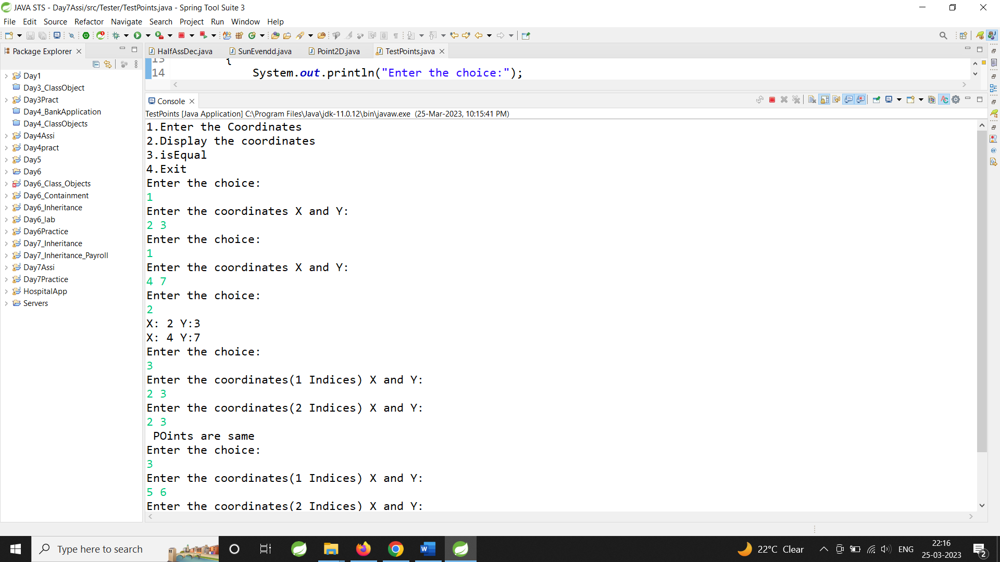 JAVA STS - Day7Assi/src/Tester/TestPoints.java - Spring Tool Suite 3
File Edit Source Refactor Navigate Search Project Run Window Help
Package Explorer
Day1
Day3_ClassObject
Day3Pract
Day4_BankApplication
Day4_ClassObjects
Day4Assi
Day4pract
Day5
Day6
Day6_Class_Objects
Day6_Containment
Day6_Inheritance
Day6_lab
Day6Practice
Day7_Inheritance
Day7_Inheritance_Payroll
Day7Assi
Day7Practice
HospitalApp
Servers
HalfAssDec.java SunEvendd.java Point2D.java TestPoints.java
13 {
14 System.out.println("Enter the choice:");
Console
TestPoints [Java Application] C:\Program Files\Java\jdk-11.0.12\bin\javaw.exe (25-Mar-2023, 10:15:41 PM)
1.Enter the Coordinates
2.Display the coordinates
3.isEqual
4.Exit
Enter the choice:
1
Enter the coordinates X and Y:
2 3
Enter the choice:
1
Enter the coordinates X and Y:
4 7
Enter the choice:
2
X: 2 Y:3
X: 4 Y:7
Enter the choice:
3
Enter the coordinates(1 Indices) X and Y:
2 3
Enter the coordinates(2 Indices) X and Y:
2 3
POints are same
Enter the choice:
3
Enter the coordinates(1 Indices) X and Y:
5 6
Enter the coordinates(2 Indices) X and Y:
Type here to search
22°C Clear
ENG
22:16
25-03-2023
2